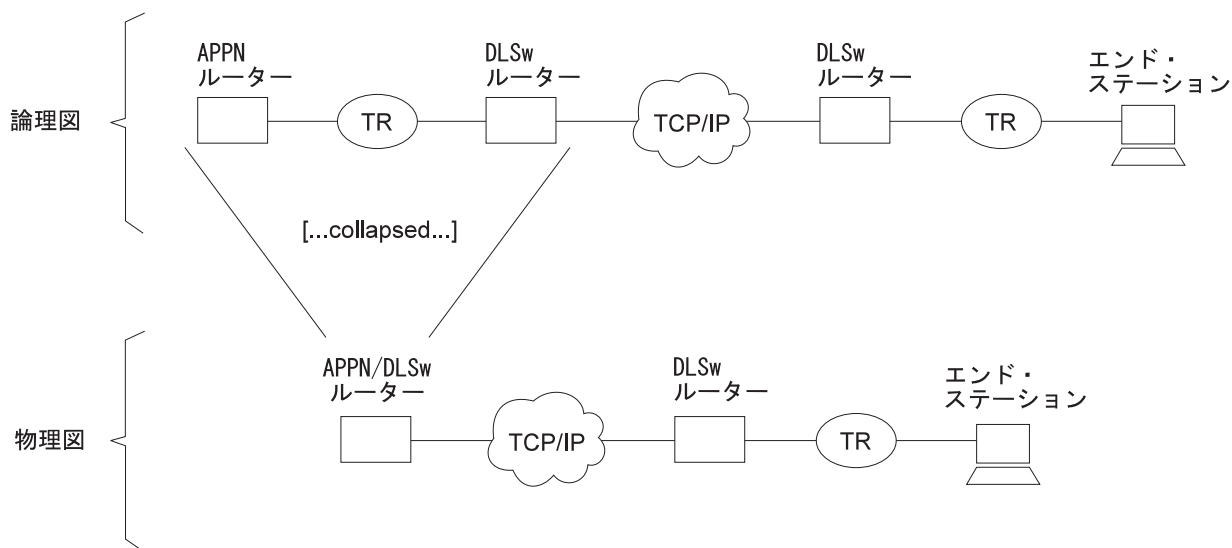 論理図
APPN
ルーター
TR
DLSw
ルーター
TCP/IP
DLSw
ルーター
TR
エンド・
ステーション
[...collapsed...]
物理図
APPN/DLSw
ルーター
TCP/IP
DLSw
ルーター
TR
エンド・
ステーション